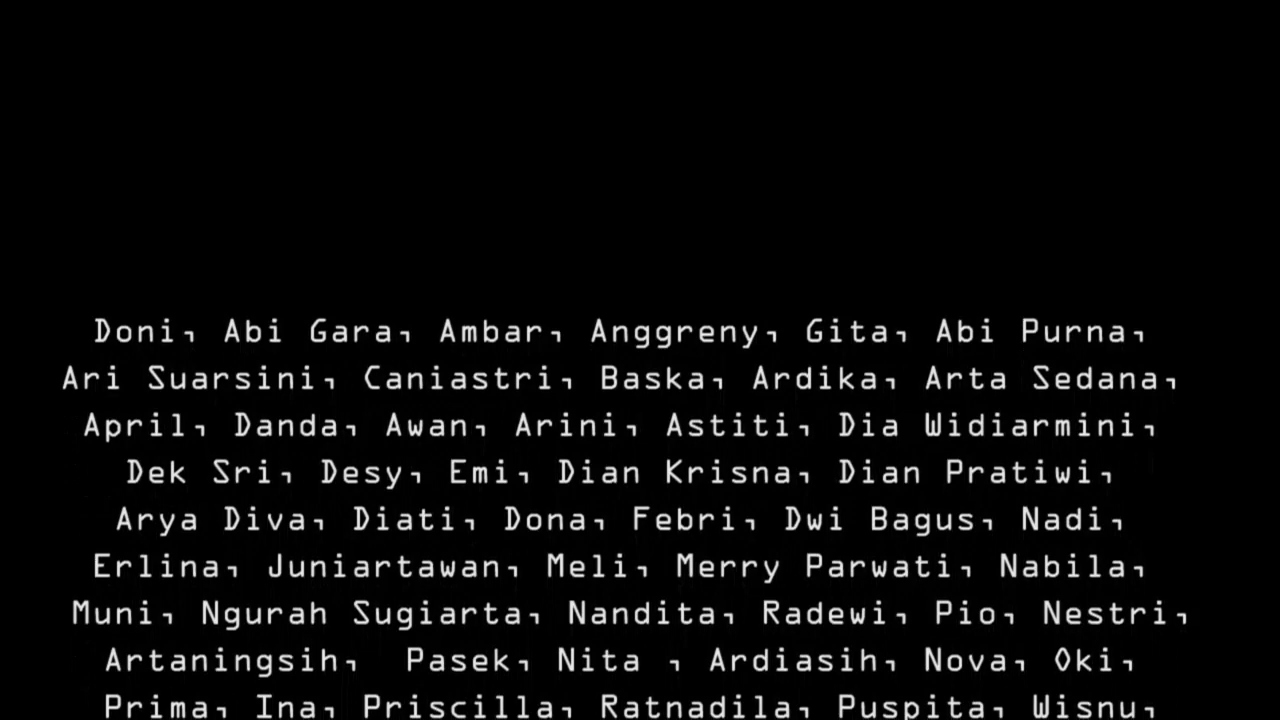 Doni, Abi Gara, Ambar, Anggreny, Gita, Abi Purna,
Ari Suarsini, Caniastri, Baska, Ardika, Arta Sedana,
April, Danda, Awan, Arini, Astiti, Dia Widiarmini,
Dek Sri, Desy, Emi, Dian Krisna, Dian Pratiwi,
Arya Diva, Diati, Dona, Febri, Dwi Bagus, Nadi,
Erlina, Juniartawan, Meli, Merry Parwati, Nabila,
Muni, Ngurah Sugiarta, Nandita, Radewi, Pio, Nestri,
Artaningsih,  Pasek, Nita , Ardiasih, Nova, Oki,
Prima, Ina, Priscilla, Ratnadila, Puspita, Wisnu,